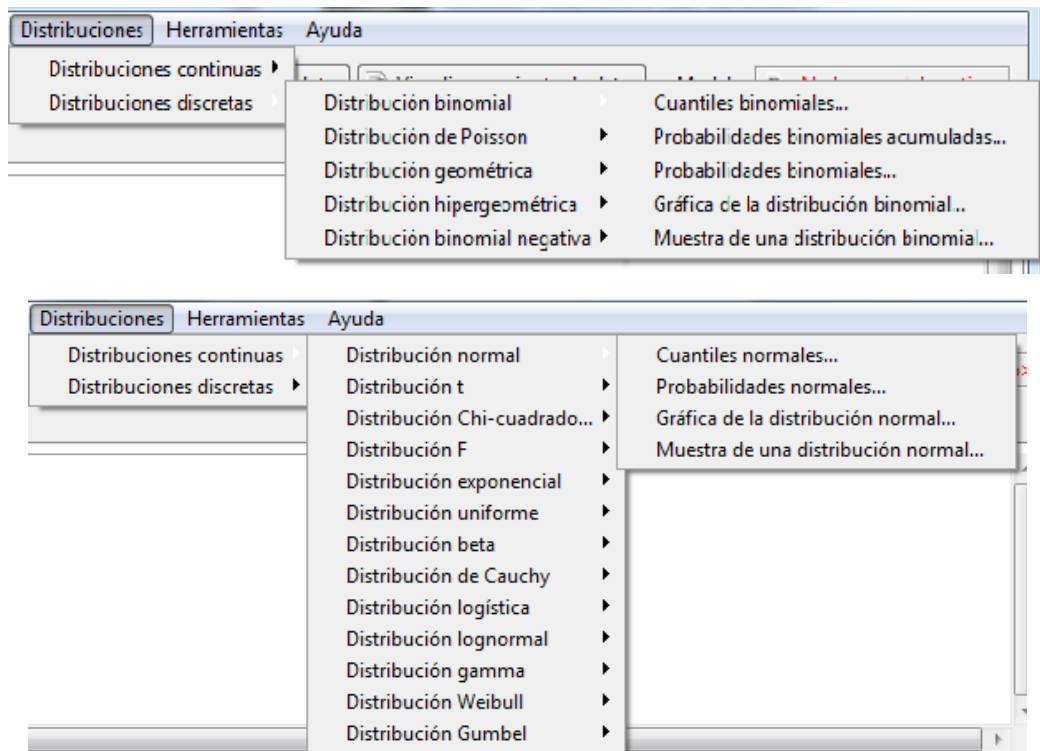 Distribuciones Herramientas Ayuda
Distribuciones continuas
Distribuciones discretas
Distribución binomial
Distribución de Poisson
Distribución geométrica
Distribución hipergeométrica
Distribución binomial negativa
Cuantiles binomiales...
Probabilidades binomiales acumuladas...
Probabilidades binomiales...
Gráfica de la distribución binomial...
Muestra de una distribución binomial...
Distribuciones Herramientas Ayuda
Distribuciones continuas
Distribuciones discretas
Distribución normal
Distribución t
Distribución Chi-cuadrado...
Distribución F
Distribución exponencial
Distribución uniforme
Distribución beta
Distribución de Cauchy
Distribución logística
Distribución lognormal
Distribución gamma
Distribución Weibull
Distribución Gumbel
Cuantiles normales...
Probabilidades normales...
Gráfica de la distribución normal...
Muestra de una distribución normal...